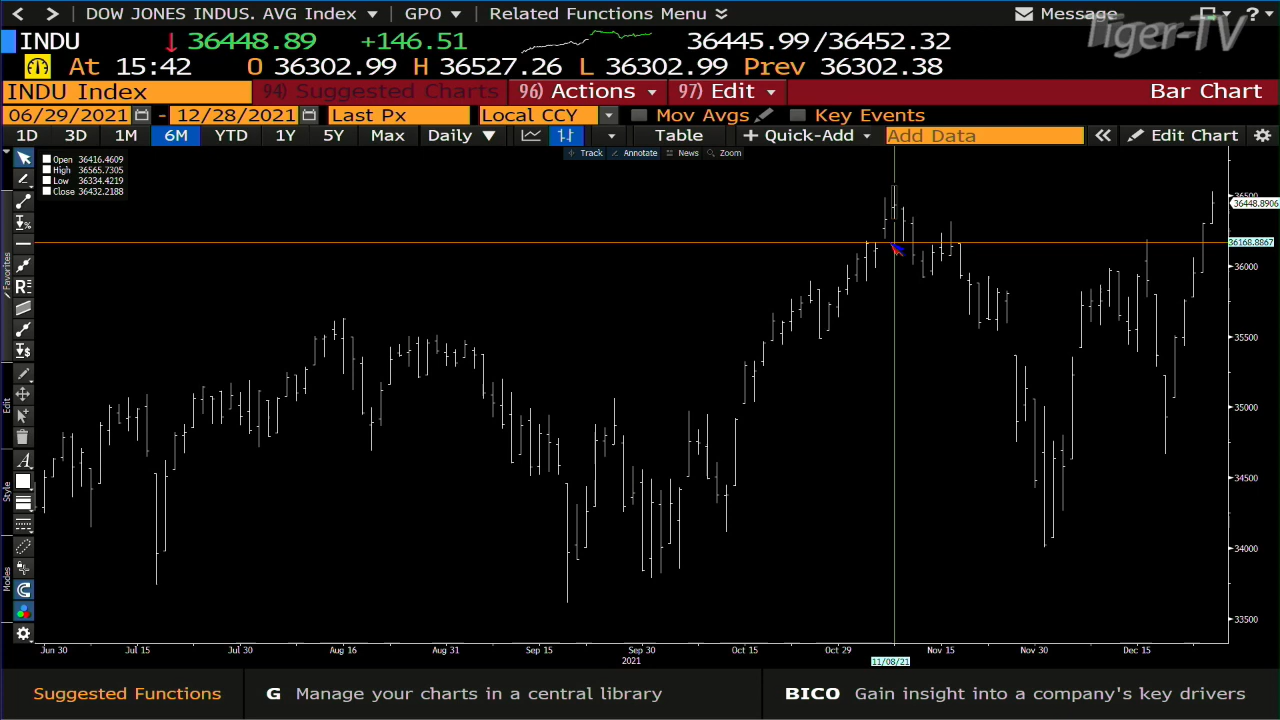 DOW JONES INDUS. AVG Index GPO Related Functions Menu Message ?
Tiger-TV
INDU 36448.89 +146.51 36445.99/36452.32
At 15:42 O 36302.99 H 36527.26 L 36302.99 Prev 36302.38
INDU Index 94) Suggested Charts 96) Actions 97) Edit Bar Chart
06/29/2021 - 12/28/2021 Last Px Local CCY Mov Avgs Key Events
1D 3D 1M 6M YTD 1Y 5Y Max Daily Table + Quick-Add Add Data Edit Chart
Track Annotate News Zoom
Open 36416.4609
High 36565.7305
Low 36334.4219
Close 36432.2188
Favorites
Edit
Style
Modes
36500
36448.8906
36168.8867
36000
35500
35000
34500
34000
33500
Jun 30 Jul 15 Jul 30 Aug 16 Aug 31 Sep 15 Sep 30 Oct 15 Oct 29 Nov 15 Nov 30 Dec 15
2021 11/08/21
Suggested Functions G Manage your charts in a central library BICO Gain insight into a company's key drivers